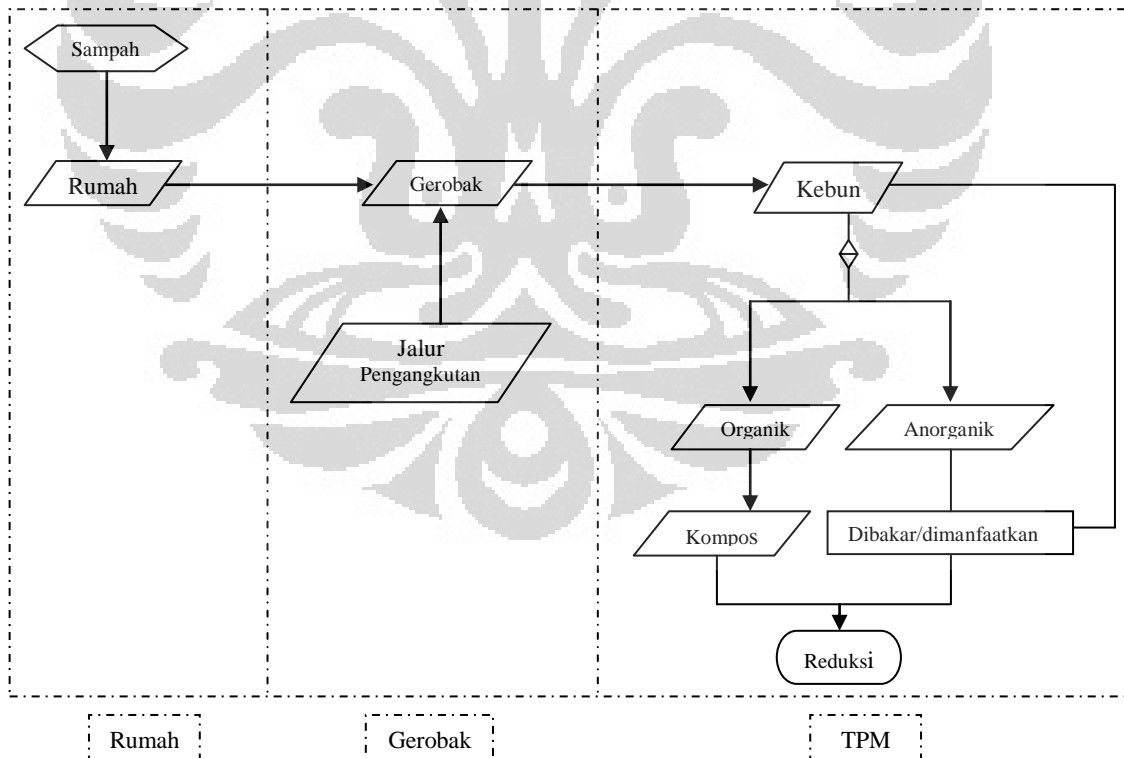 Sampah
Rumah
Gerobak
Kebun
Jalur
Pengangkutan
Organik
Anorganik
Kompos
Dibakar/dimanfaatkan
Reduksi
Rumah
Gerobak
TPM